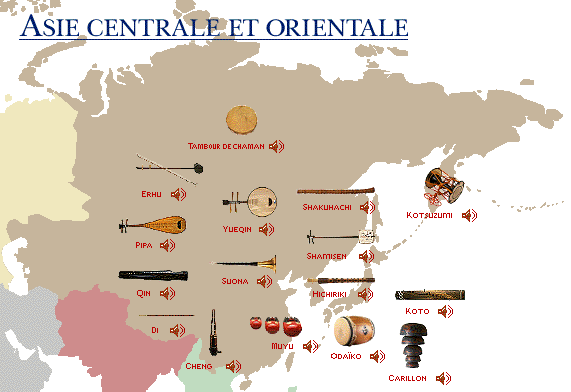 ASIE CENTRALE ET ORIENTALE
TAMBOUR DE CHAMAN
ERHU
YUEQIN
SHAKUHACHI
KOTSUZUMI
PIPA
SHAMISEN
SUONA
QIN
HICHIRIKI
KOTO
DI
MUYU
ODAÏKO
CHENG
CARILLON